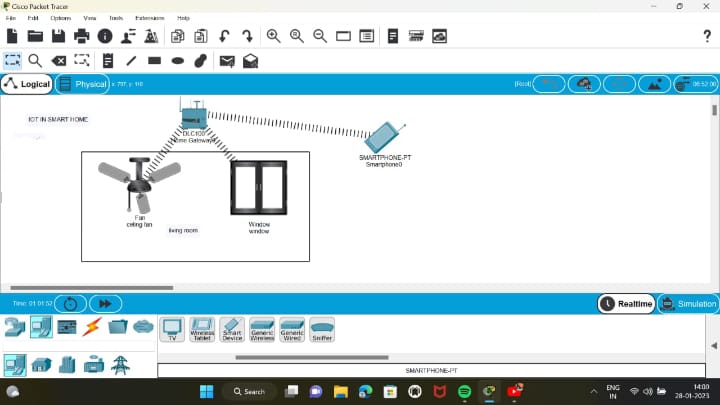 Cisco Packet Tracer
File Edit Options View Tools Extensions Help
?
Logical
Physical x: 737, y: 110
[Root]
06:52:00
IOT IN SMART HOME
DLC100
Home Gateway
SMARTPHONE-PT
Smartphone0
Fan
celing fan
living room
Window
window
Time: 01:01:52
Realtime
Simulation
TV
Wireless Tablet
Smart Device
Generic Wireless
Generic Wired
Sniffer
SMARTPHONE-PT
Search
ENG
IN
14:00
28-01-2023